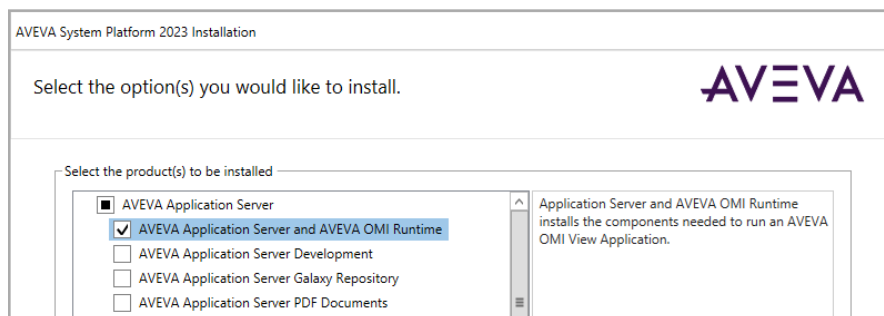 AVEVA System Platform 2023 Installation
Select the option(s) you would like to install.
AVEVA
Select the product(s) to be installed
AVEVA Application Server
AVEVA Application Server and AVEVA OMI Runtime
AVEVA Application Server Development
AVEVA Application Server Galaxy Repository
AVEVA Application Server PDF Documents
Application Server and AVEVA OMI Runtime
installs the components needed to run an AVEVA
OMI View Application.